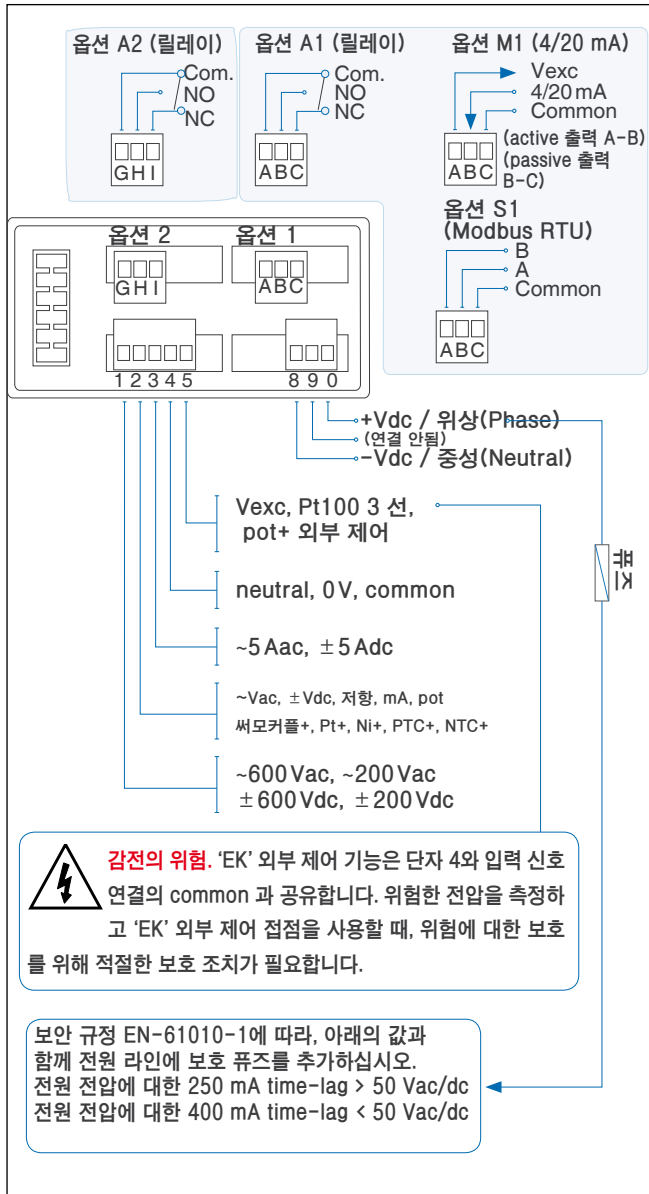 옵션 A2 (릴레이)
Com.
NO
NC
GHI
옵션 A1 (릴레이)
Com.
NO
NC
ABC
옵션 M1 (4/20 mA)
Vexc
4/20 mA
Common
(active 출력 A-B)
(passive 출력
B-C)
ABC
옵션 S1
(Modbus RTU)
B
A
Common
ABC
옵션 2
GHI
옵션 1
ABC
1 2 3 4 5
8 9 0
+Vdc / 위상(Phase)
(연결 안됨)
-Vdc / 중성(Neutral)
Vexc, Pt100 3 선,
pot+ 외부 제어
퓨즈
neutral, 0V, common
~5 Aac, ±5 Adc
~Vac, ±Vdc, 저항, mA, pot
써모커플+, Pt+, Ni+, PTC+, NTC+
~600 Vac, ~200 Vac
±600 Vdc, ±200 Vdc
감전의 위험. ‘EK’ 외부 제어 기능은 단자 4와 입력 신호
연결의 common 과 공유합니다. 위험한 전압을 측정하
고 ‘EK’ 외부 제어 접점을 사용할 때, 위험에 대한 보호
를 위해 적절한 보호 조치가 필요합니다.
보안 규정 EN-61010-1에 따라, 아래의 값과
함께 전원 라인에 보호 퓨즈를 추가하십시오.
전원 전압에 대한 250 mA time-lag > 50 Vac/dc
전원 전압에 대한 400 mA time-lag < 50 Vac/dc